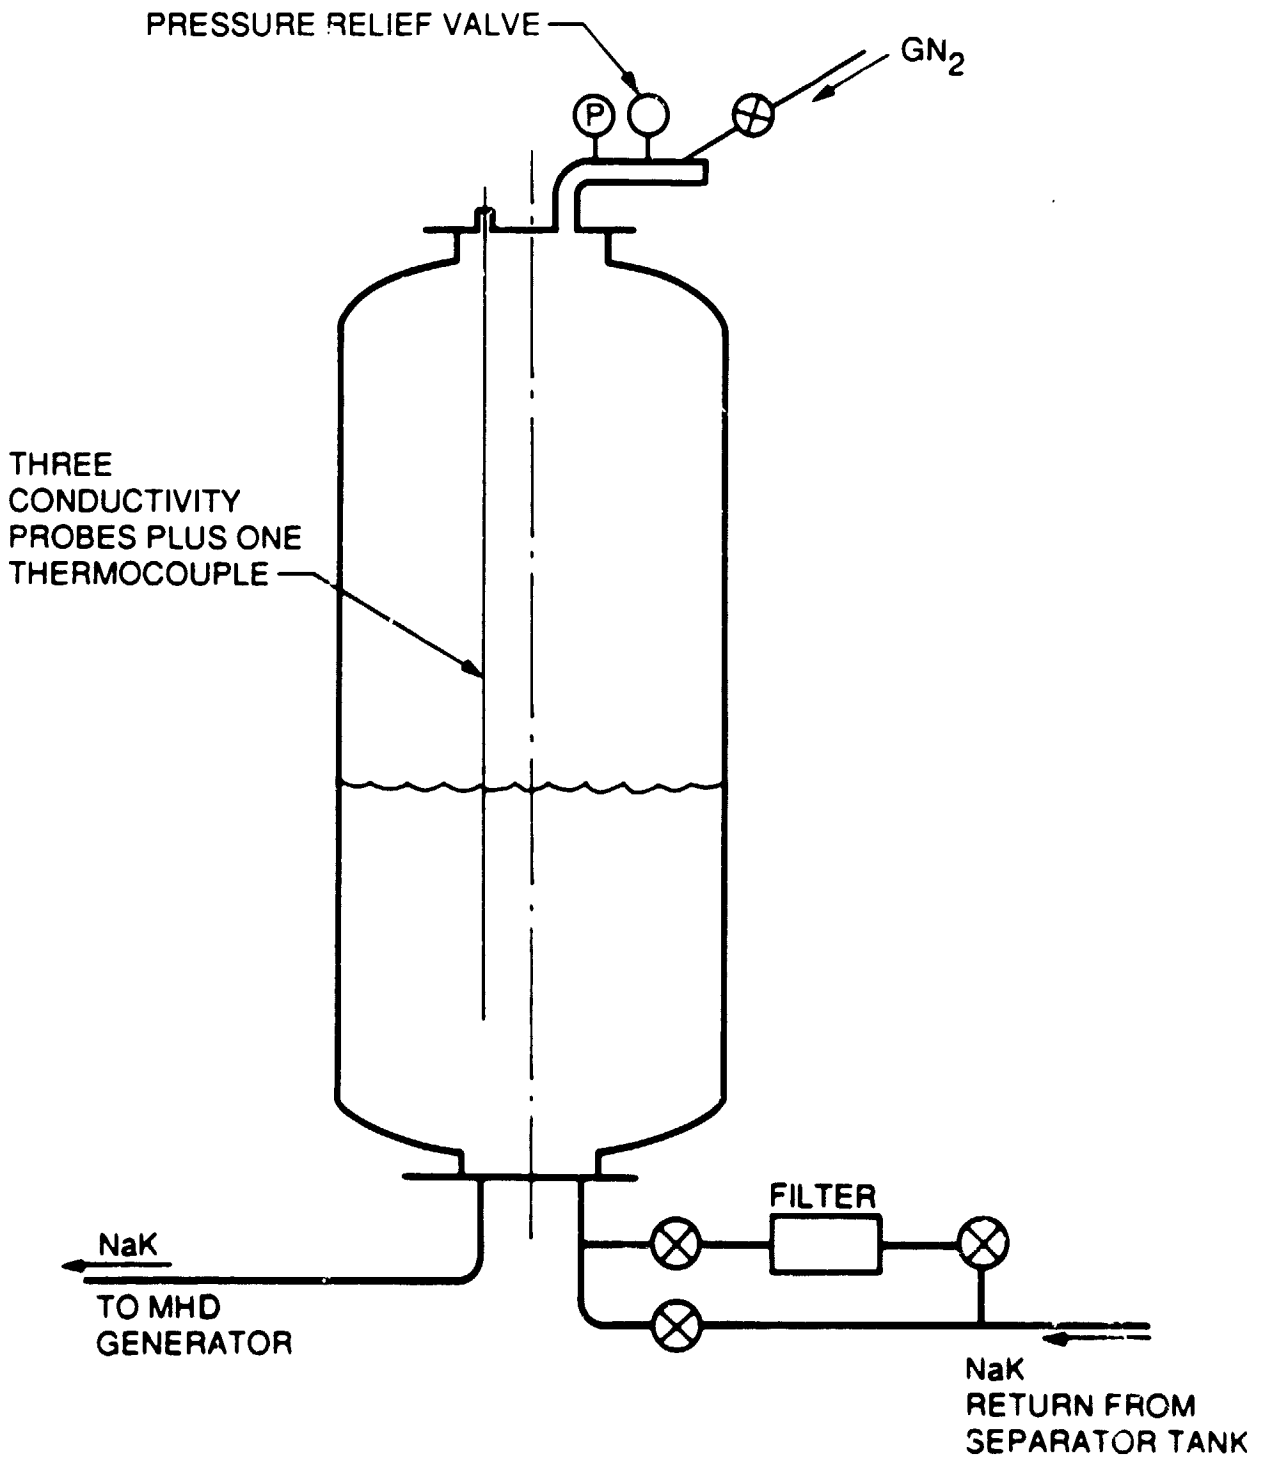 PRESSURE RELIEF VALVE
GN2
P
THREE
CONDUCTIVITY
PROBES PLUS ONE
THERMOCOUPLE
FILTER
NaK
TO MHD
GENERATOR
NaK
RETURN FROM
SEPARATOR TANK